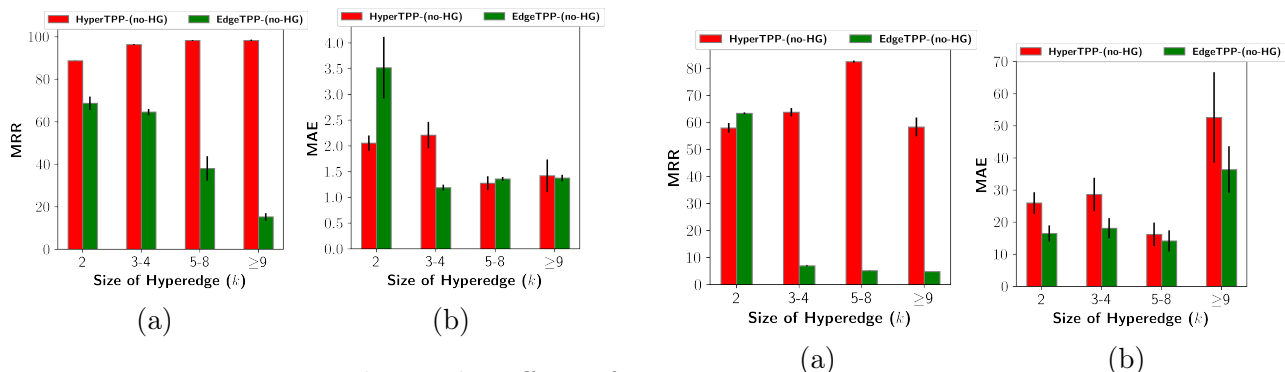 HyperTPP-(no-HG) EdgeTPP-(no-HG)
MRR
100
80
60
40
20
0
2 3-4 5-8 ≥9
Size of Hyperedge (k)
(a)
HyperTPP-(no-HG) EdgeTPP-(no-HG)
MAE
4.0
3.5
3.0
2.5
2.0
1.5
1.0
0.5
0.0
2 3-4 5-8 ≥9
Size of Hyperedge (k)
(b)
HyperTPP-(no-HG) EdgeTPP-(no-HG)
MRR
90
80
70
60
50
40
30
20
10
0
2 3-4 5-8 ≥9
Size of Hyperedge (k)
(a)
HyperTPP-(no-HG) EdgeTPP-(no-HG)
MAE
70
60
50
40
30
20
10
0
2 3-4 5-8 ≥9
Size of Hyperedge (k)
(b)